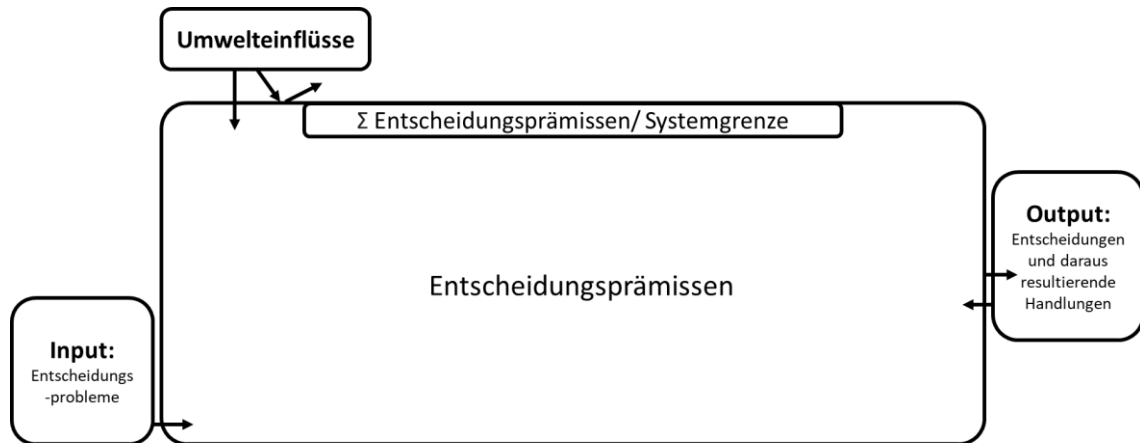 Umwelteinflüsse
Σ Entscheidungsprämissen/ Systemgrenze
Entscheidungsprämissen
Output:
Entscheidungen
und daraus
resultierende
Handlungen
Input:
Entscheidungs
-probleme